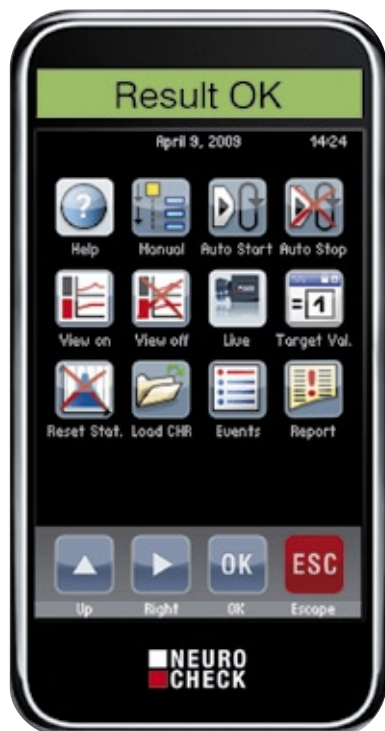 Result OK
April 9, 2009 14:24
Help Manual Auto Start Auto Stop
=1
View on View off Live Target Val.
Reset Stat. Load CHR Events Report
OK ESC
Up Right OK Escape
NEURO
CHECK